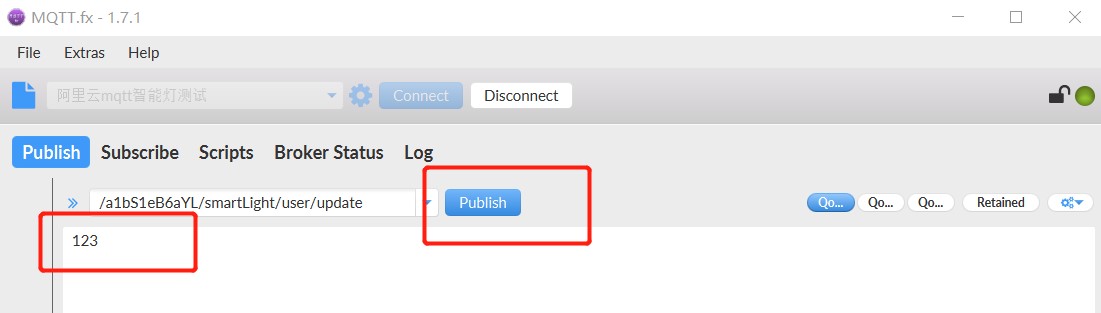 MQTT.fx - 1.7.1
File Extras Help
阿里云mqtt智能灯测试 Connect Disconnect
Publish Subscribe Scripts Broker Status Log
/a1bS1eB6aYL/smartLight/user/update Publish Qo... Qo... Qo... Retained
123